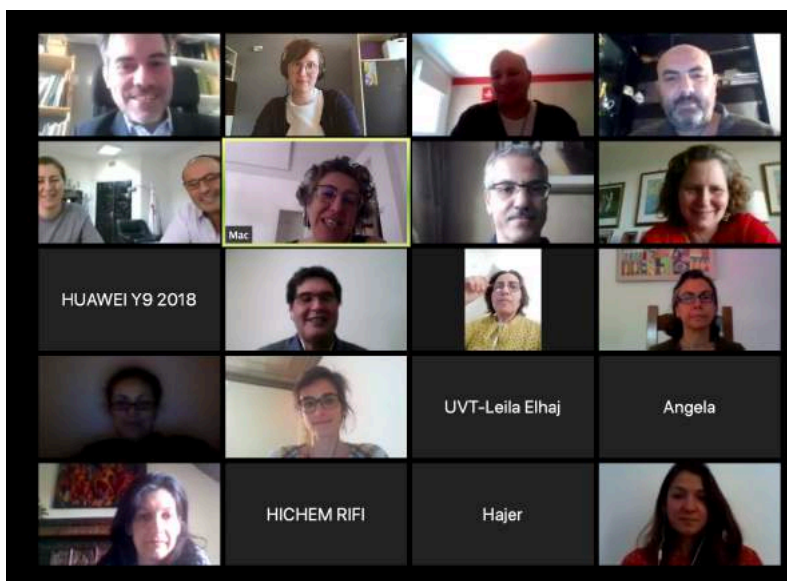 Mac
HUAWEI Y9 2018
UVT-Leila Elhaj
Angela
HICHEM RIFI
Hajer